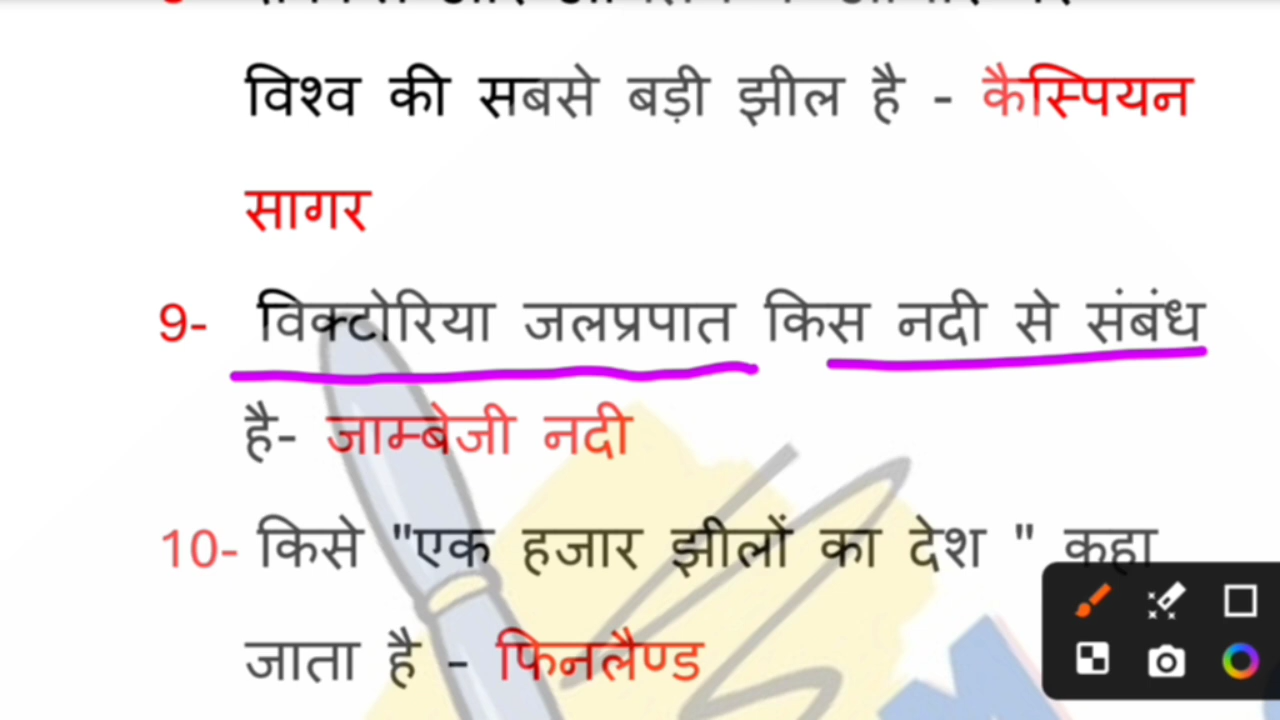 विश्व की सबसे बड़ी झील है - कैस्पियन
सागर
9- विक्टोरिया जलप्रपात किस नदी से संबंध
है- जाम्बेजी नदी
10- किसे "एक हजार झीलों का देश " कहा
जाता है - फिनलैण्ड